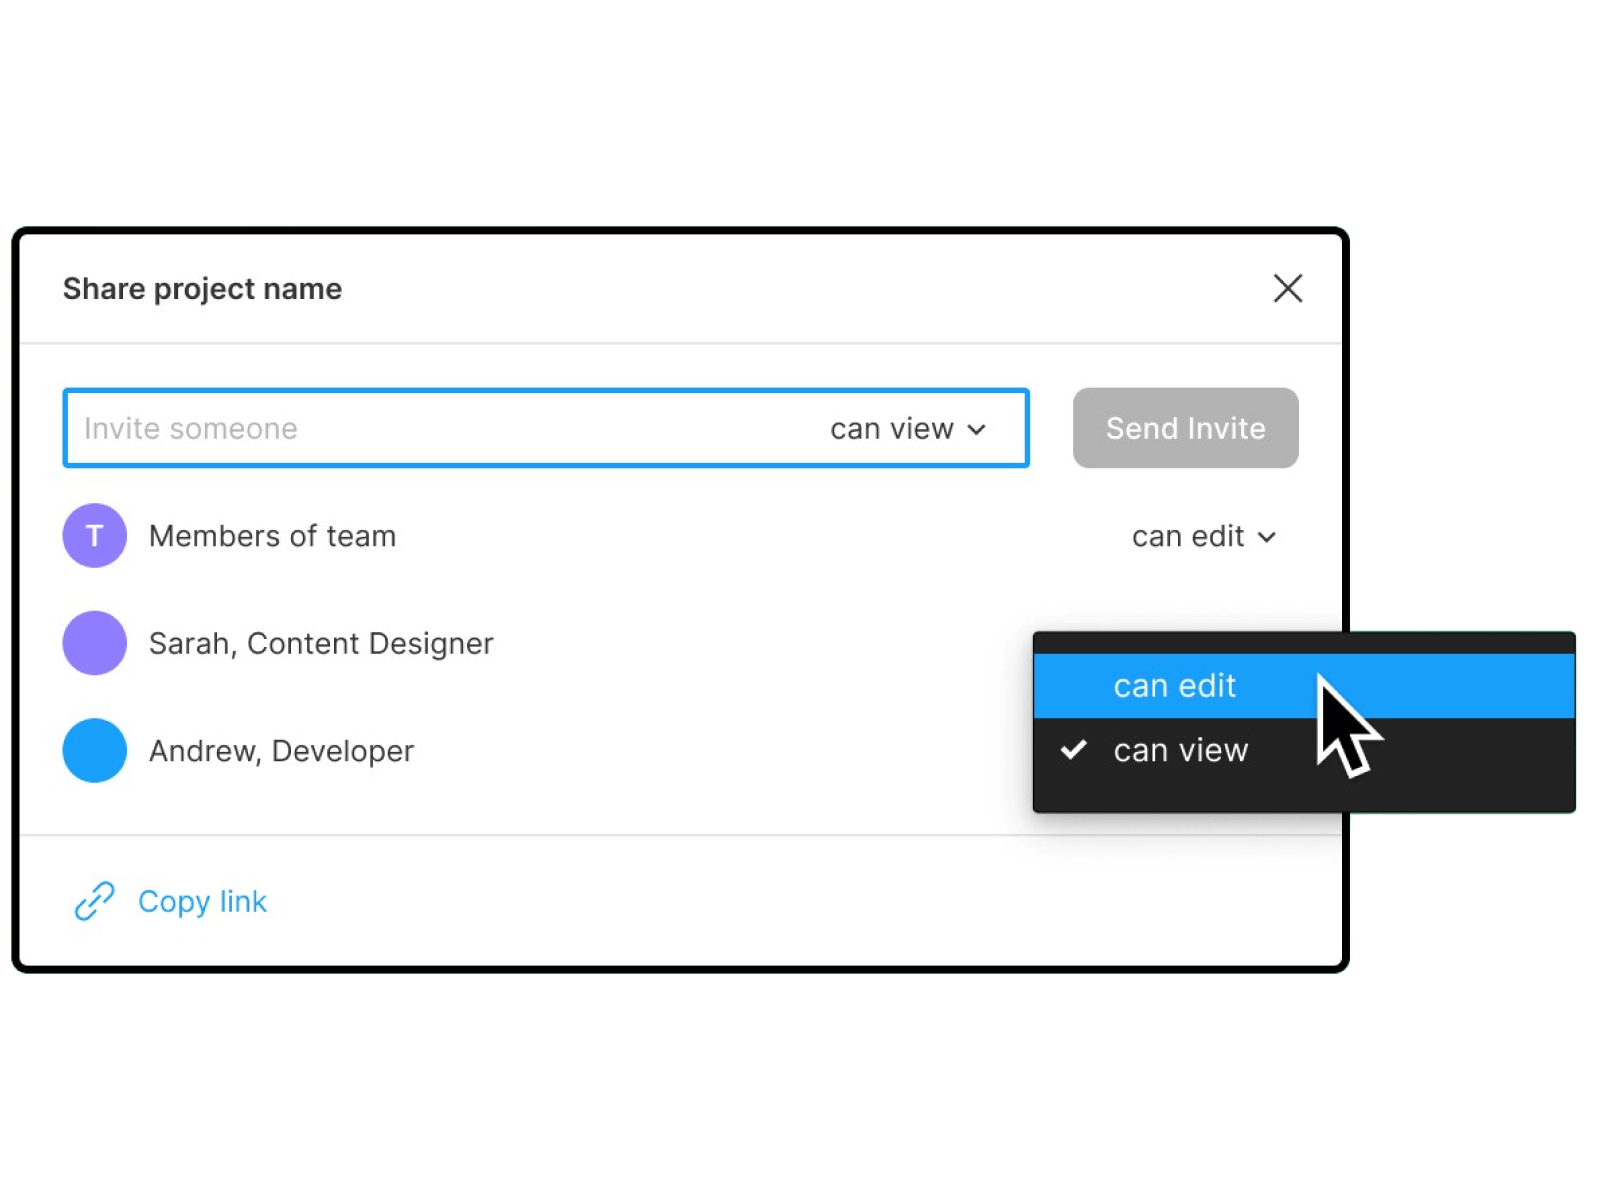 Share project name
Invite someone can view Send Invite
T Members of team can edit
Sarah, Content Designer
can edit
Andrew, Developer can view
Copy link